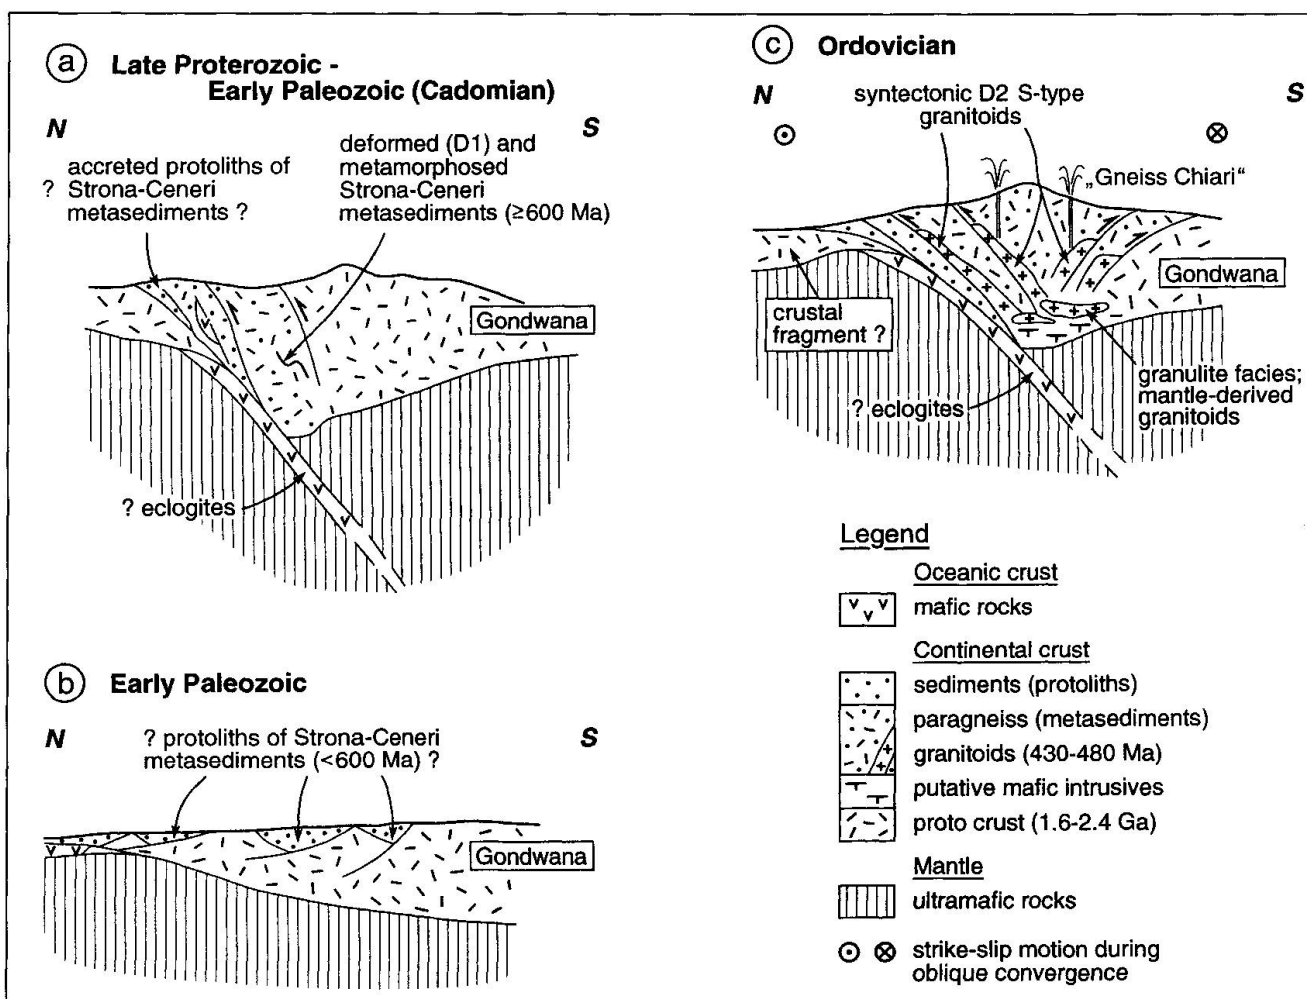 a Late Proterozoic -
Early Paleozoic (Cadomian)
N
S
accreted protoliths of
? Strona-Ceneri
metasediments ?
deformed (D1) and
metamorphosed
Strona-Ceneri
metasediments (≥600 Ma)
Gondwana
? eclogites
b Early Paleozoic
N
S
? protoliths of Strona-Ceneri
metasediments (<600 Ma) ?
Gondwana
c Ordovician
N
S
syntectonic D2 S-type
granitoids
„Gneiss Chiari“
Gondwana
crustal
fragment ?
? eclogites
granulite facies;
mantle-derived
granitoids
Legend
Oceanic crust
mafic rocks
Continental crust
sediments (protoliths)
paragneiss (metasediments)
granitoids (430-480 Ma)
putative mafic intrusives
proto crust (1.6-2.4 Ga)
Mantle
ultramafic rocks
strike-slip motion during
oblique convergence